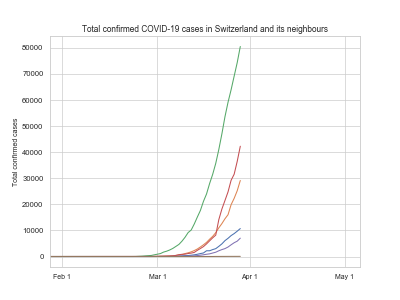 Total confirmed COVID-19 cases in Switzerland and its neighbours
80000
70000
60000
50000
40000
30000
20000
10000
0
Total confirmed cases
Feb 1
Mar 1
Apr 1
May 1